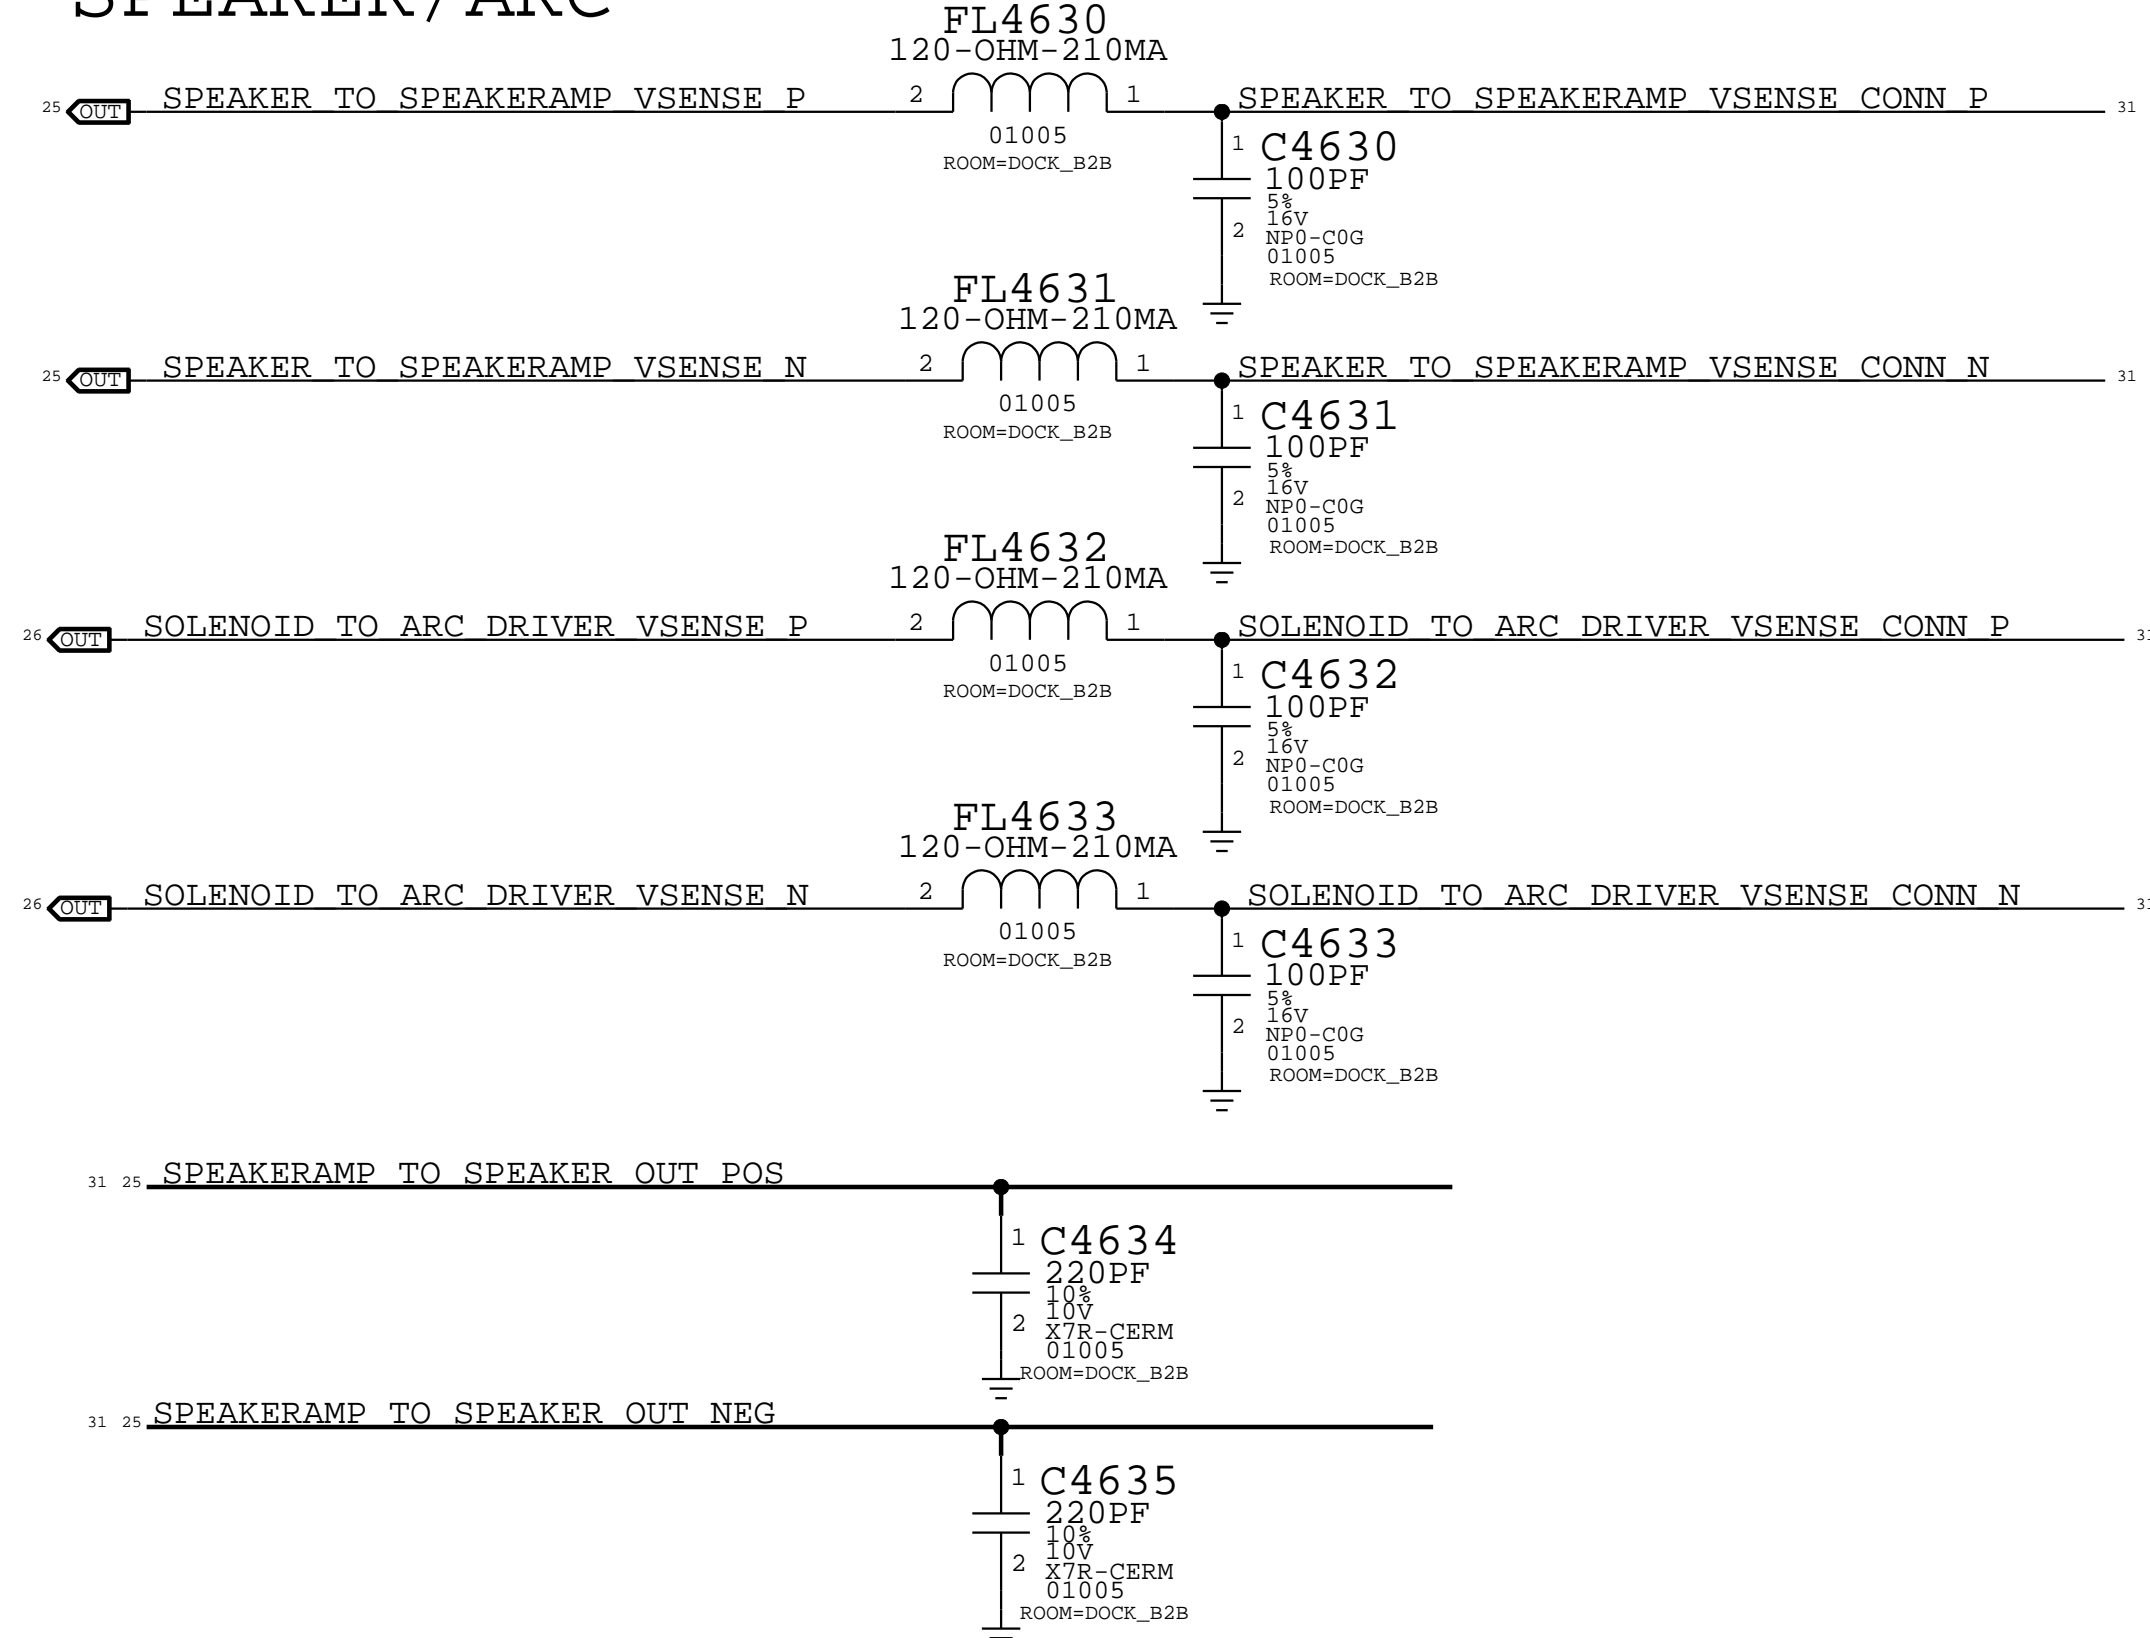 SPEAKER/ARC
FL4630
120-OHM-210MA
25 OUT SPEAKER_TO_SPEAKERAMP_VSENSE_P 2 1 SPEAKER_TO_SPEAKERAMP_VSENSE_CONN_P 31
01005
ROOM=DOCK_B2B
1 C4630
100PF
5%
16V
2 NP0-C0G
01005
ROOM=DOCK_B2B
FL4631
120-OHM-210MA
25 OUT SPEAKER_TO_SPEAKERAMP_VSENSE_N 2 1 SPEAKER_TO_SPEAKERAMP_VSENSE_CONN_N 31
01005
ROOM=DOCK_B2B
1 C4631
100PF
5%
16V
2 NP0-C0G
01005
ROOM=DOCK_B2B
FL4632
120-OHM-210MA
26 OUT SOLENOID_TO_ARC_DRIVER_VSENSE_P 2 1 SOLENOID_TO_ARC_DRIVER_VSENSE_CONN_P 31
01005
ROOM=DOCK_B2B
1 C4632
100PF
5%
16V
2 NP0-C0G
01005
ROOM=DOCK_B2B
FL4633
120-OHM-210MA
26 OUT SOLENOID_TO_ARC_DRIVER_VSENSE_N 2 1 SOLENOID_TO_ARC_DRIVER_VSENSE_CONN_N 31
01005
ROOM=DOCK_B2B
1 C4633
100PF
5%
16V
2 NP0-C0G
01005
ROOM=DOCK_B2B
31 25 SPEAKERAMP_TO_SPEAKER_OUT_POS
1 C4634
220PF
10%
10V
2 X7R-CERM
01005
ROOM=DOCK_B2B
31 25 SPEAKERAMP_TO_SPEAKER_OUT_NEG
1 C4635
220PF
10%
10V
2 X7R-CERM
01005
ROOM=DOCK_B2B